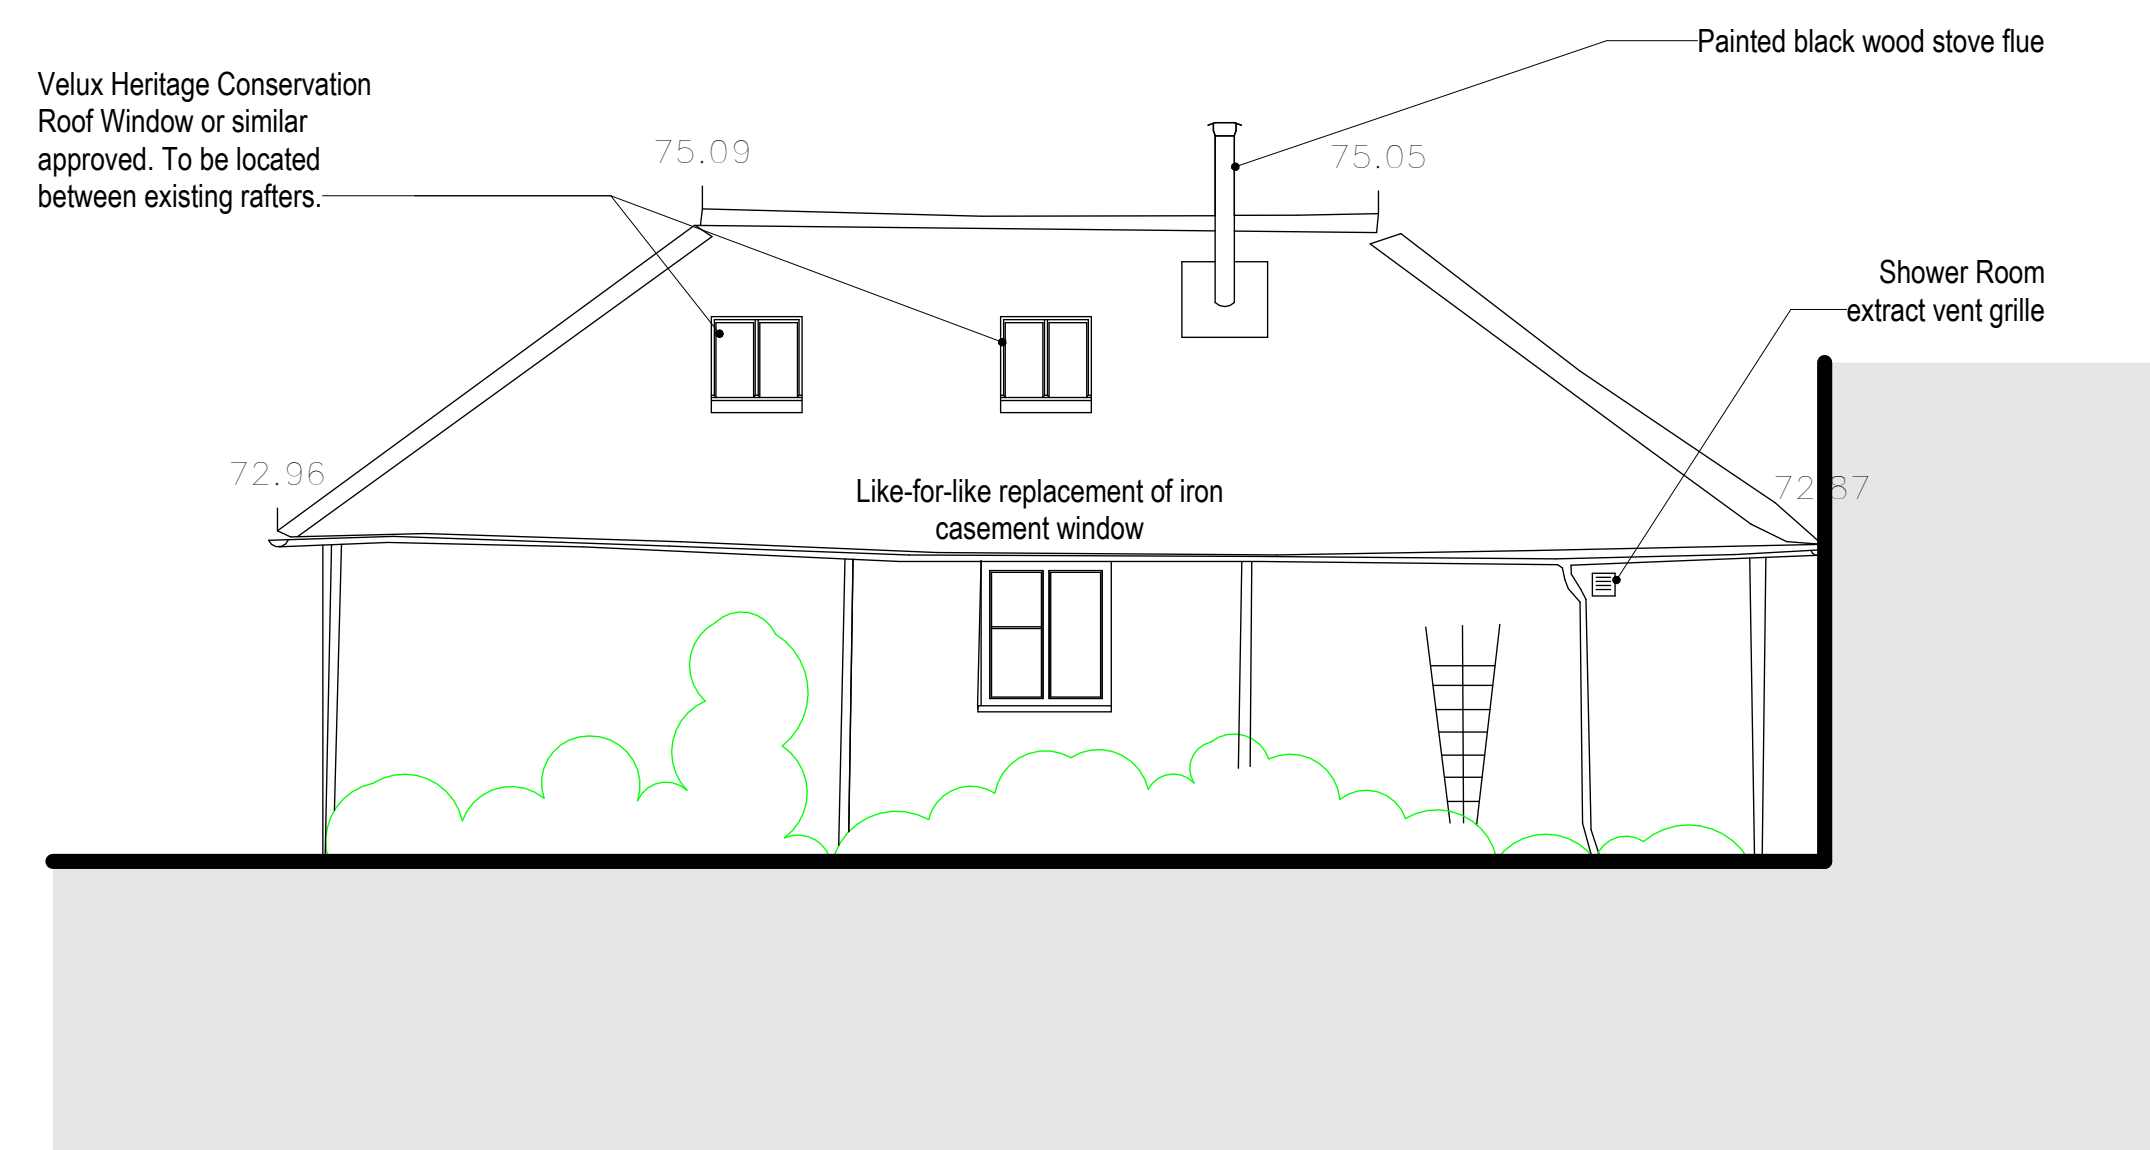 Painted black wood stove flue
Velux Heritage Conservation
Roof Window or similar
approved. To be located
between existing rafters.
75.09
75.05
Shower Room
extract vent grille
72.96
72.87
Like-for-like replacement of iron
casement window